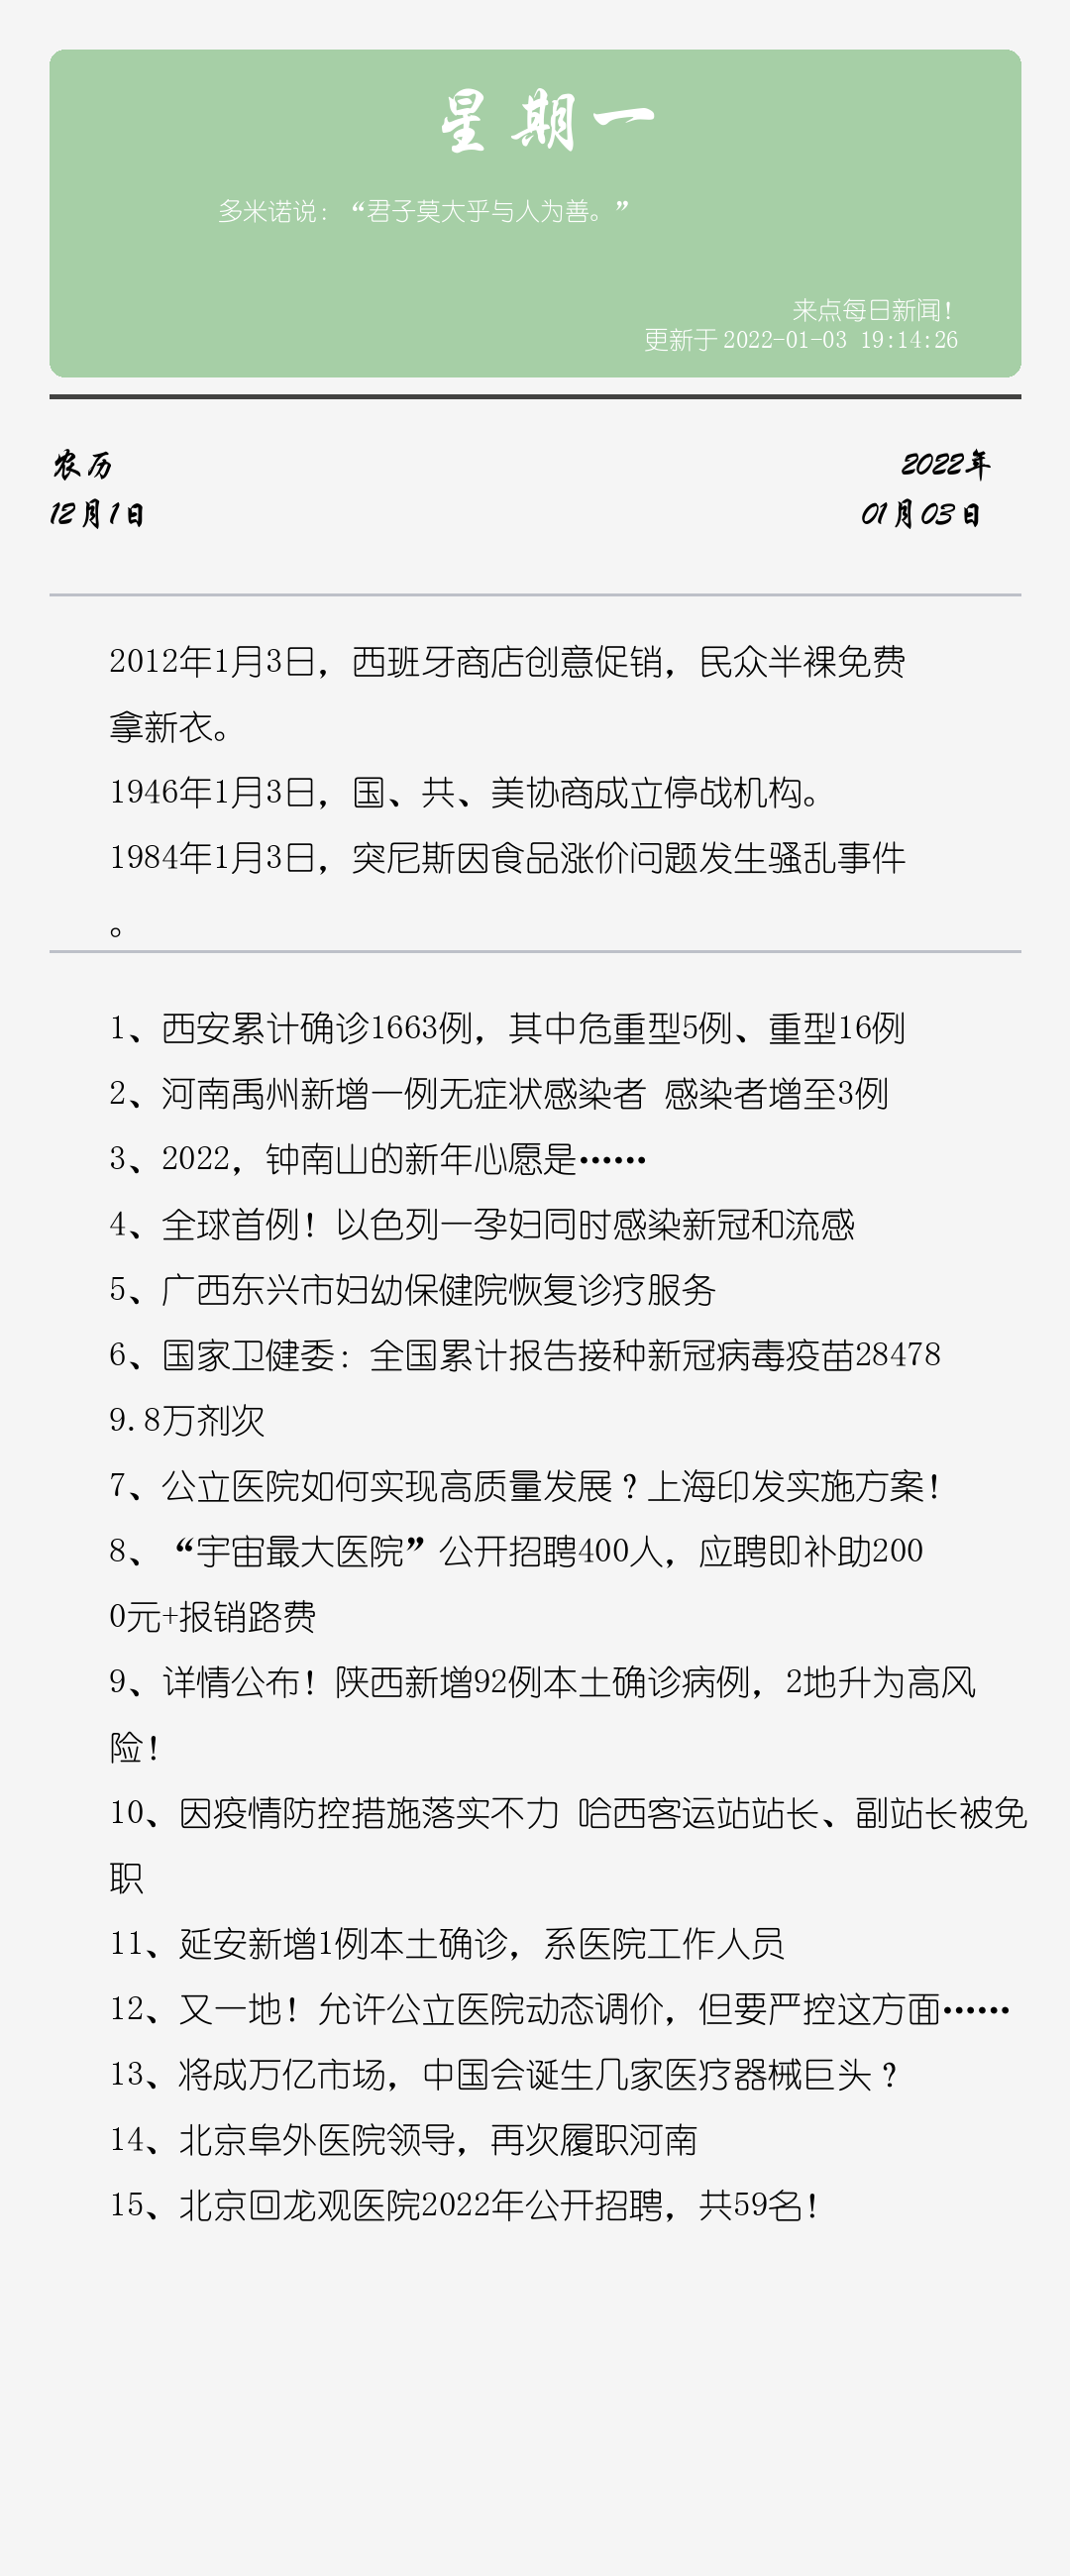 星期一
多米诺说：“君子莫大乎与人为善。”
来点每日新闻！
更新于 2022-01-03 19:14:26
农历
12月1日
2022年
01月03日
2012年1月3日，西班牙商店创意促销，民众半裸免费
拿新衣。
1946年1月3日，国、共、美协商成立停战机构。
1984年1月3日，突尼斯因食品涨价问题发生骚乱事件
。
1、西安累计确诊1663例，其中危重型5例、重型16例
2、河南禹州新增一例无症状感染者 感染者增至3例
3、2022，钟南山的新年心愿是……
4、全球首例！以色列一孕妇同时感染新冠和流感
5、广西东兴市妇幼保健院恢复诊疗服务
6、国家卫健委：全国累计报告接种新冠病毒疫苗28478
9.8万剂次
7、公立医院如何实现高质量发展？上海印发实施方案！
8、“宇宙最大医院”公开招聘400人，应聘即补助200
0元+报销路费
9、详情公布！陕西新增92例本土确诊病例，2地升为高风
险！
10、因疫情防控措施落实不力 哈西客运站站长、副站长被免
职
11、延安新增1例本土确诊，系医院工作人员
12、又一地！允许公立医院动态调价，但要严控这方面……
13、将成万亿市场，中国会诞生几家医疗器械巨头？
14、北京阜外医院领导，再次履职河南
15、北京回龙观医院2022年公开招聘，共59名！